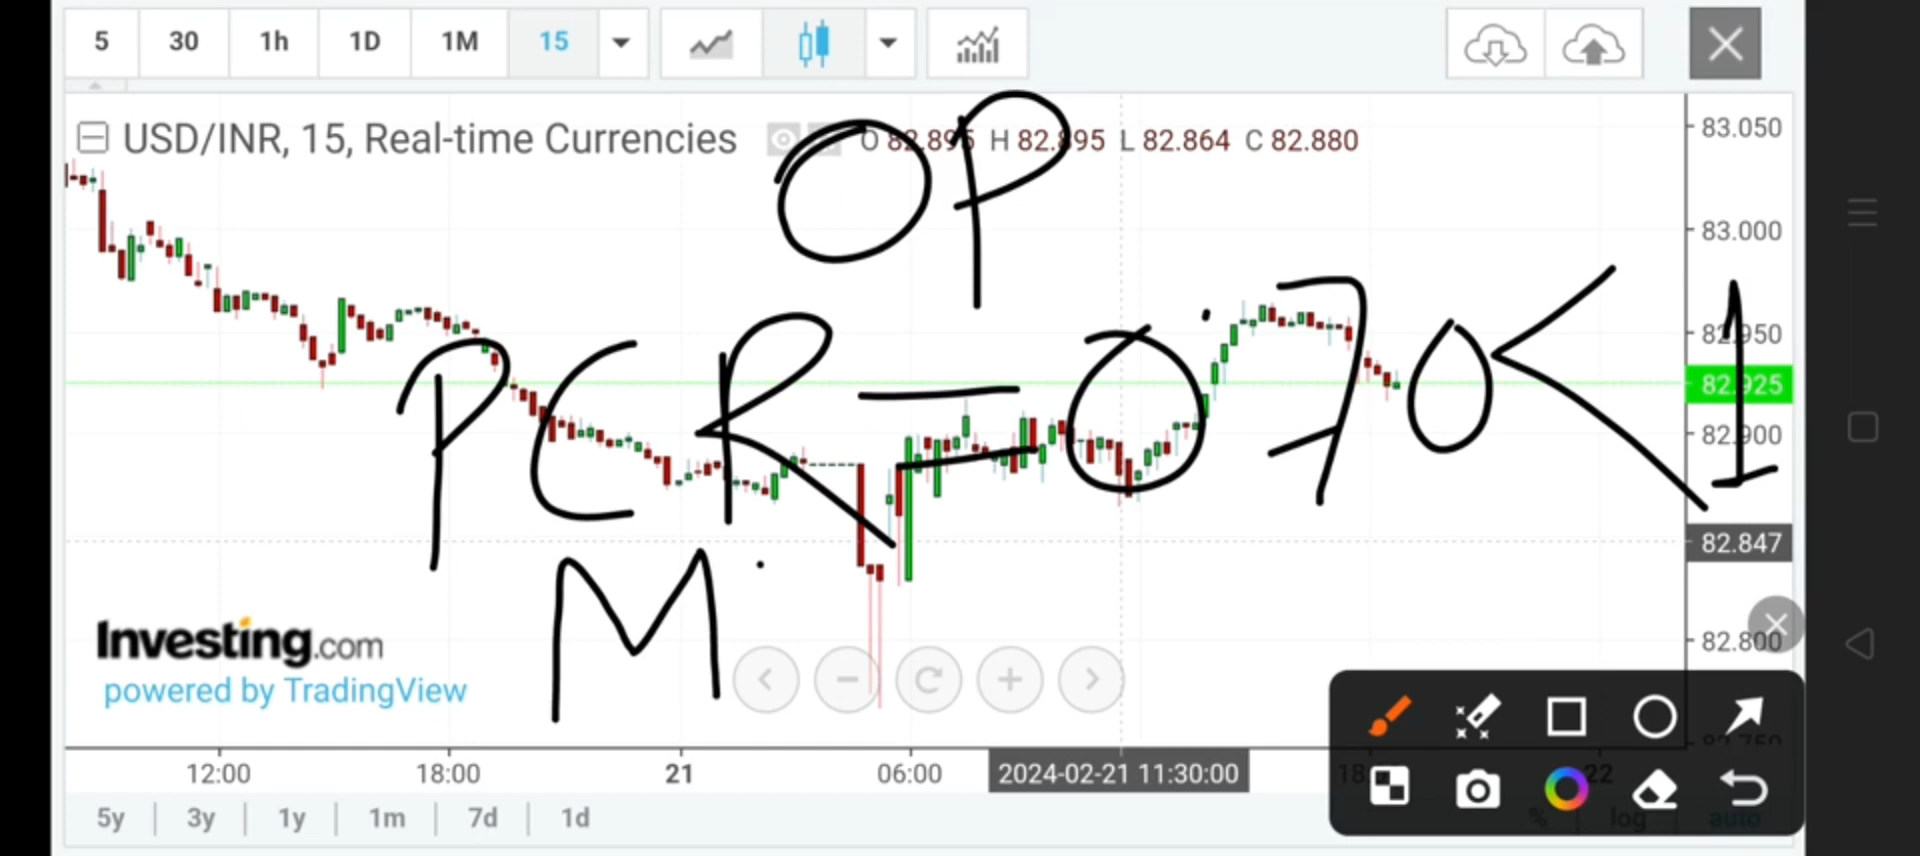 5 30 1h 1D 1M 15
USD/INR, 15, Real-time Currencies O 82.895 H 82.895 L 82.864 C 82.880
OP
83.050
83.000
82.950
82.925
82.900
82.847
82.800
PCR = 0.70 < 1
M
Investing.com
powered by TradingView
12:00 18:00 21 06:00 2024-02-21 11:30:00 22
5y 3y 1y 1m 7d 1d % log auto